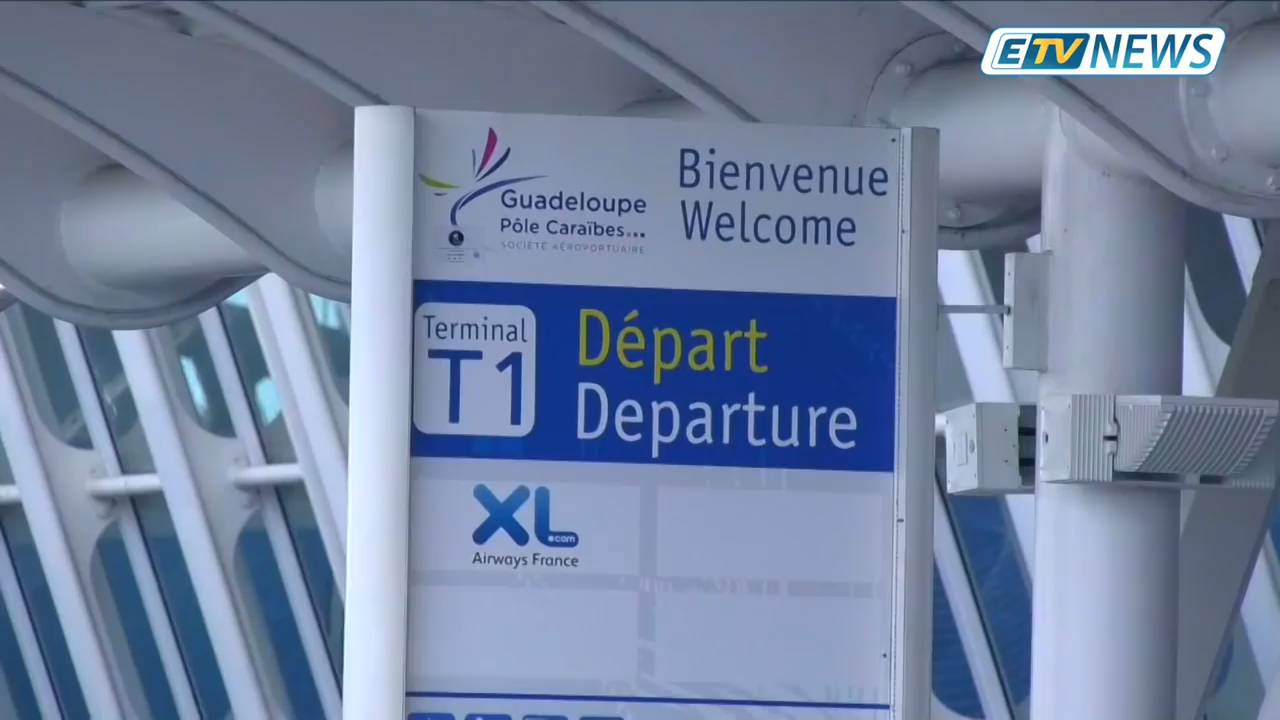 ETV NEWS
Guadeloupe
Pôle Caraïbes...
SOCIÉTÉ AÉROPORTUAIRE
Bienvenue
Welcome
Terminal
T1
Départ
Departure
XL.com
Airways France